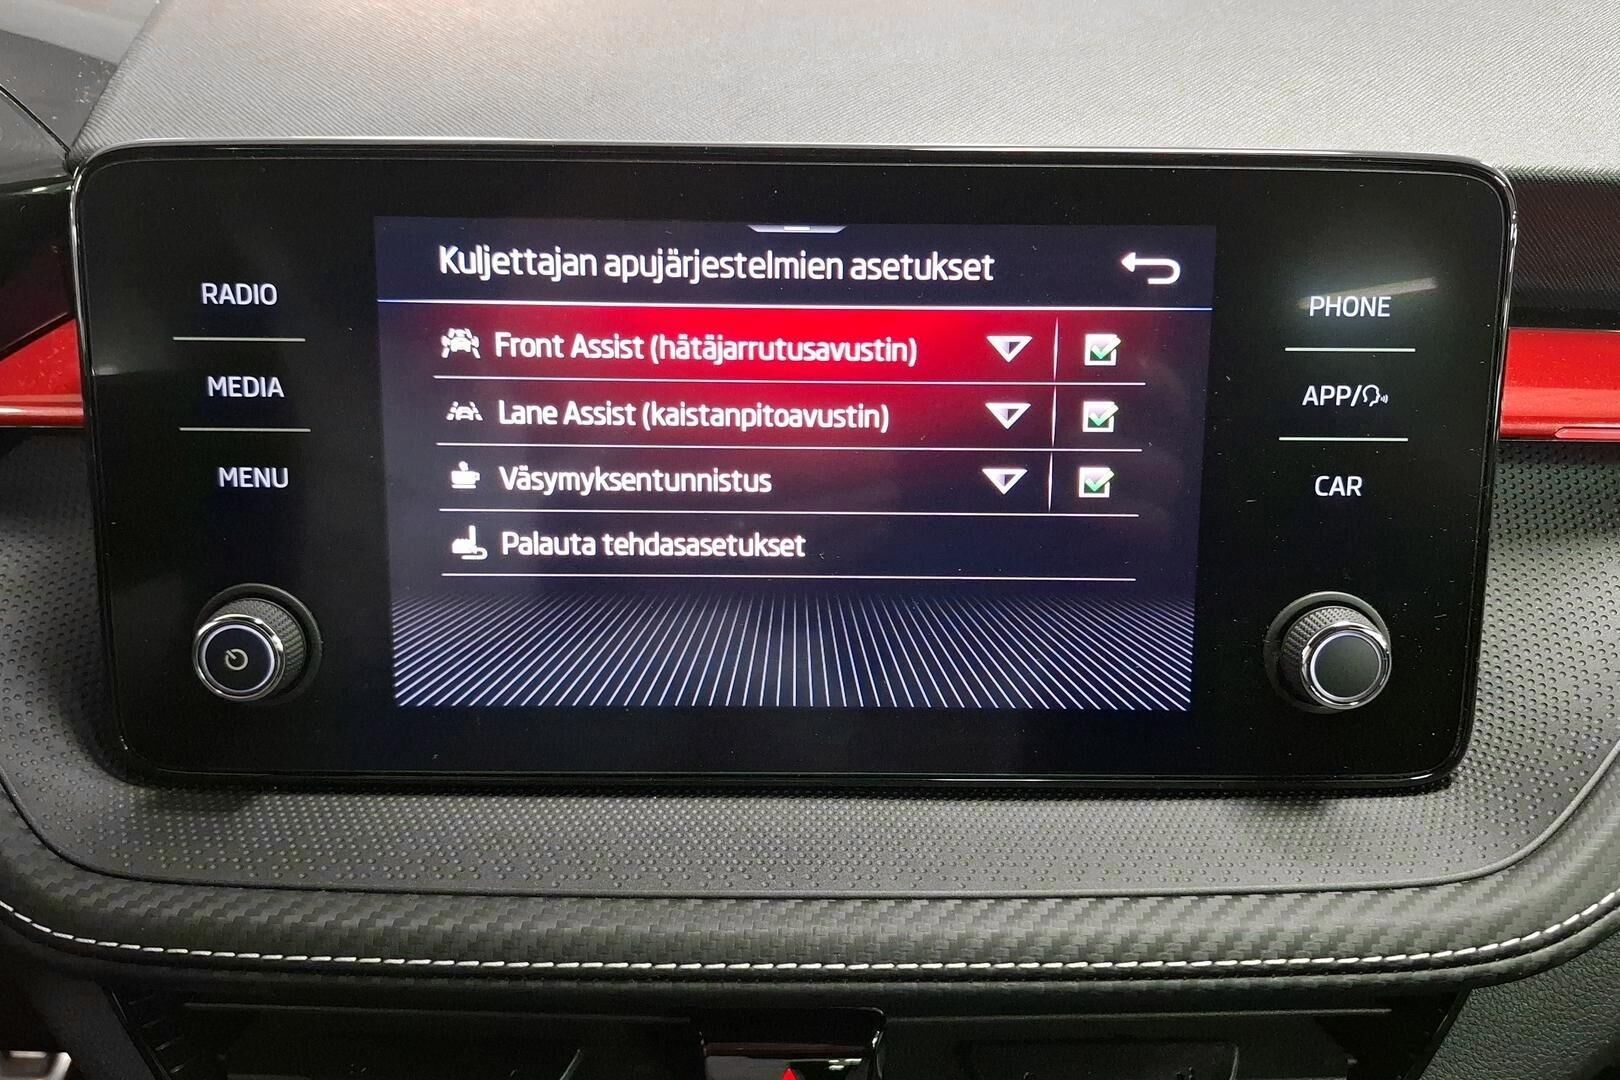 RADIO
MEDIA
MENU
Kuljettajan apujärjestelmien asetukset
Front Assist (hätäjarrutusavustin)
Lane Assist (kaistanpitoavustin)
Väsymyksentunnistus
Palauta tehdasasetukset
PHONE
APP/
CAR